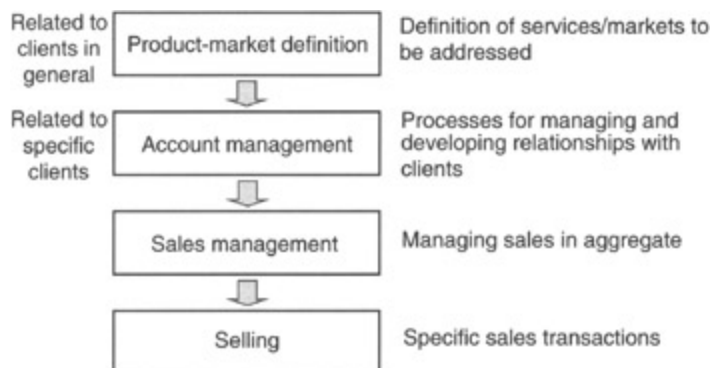 Related to
clients in
general
Product-market definition
Definition of services/markets to
be addressed
Related to
specific
clients
Account management
Processes for managing and
developing relationships with
clients
Sales management
Managing sales in aggregate
Selling
Specific sales transactions